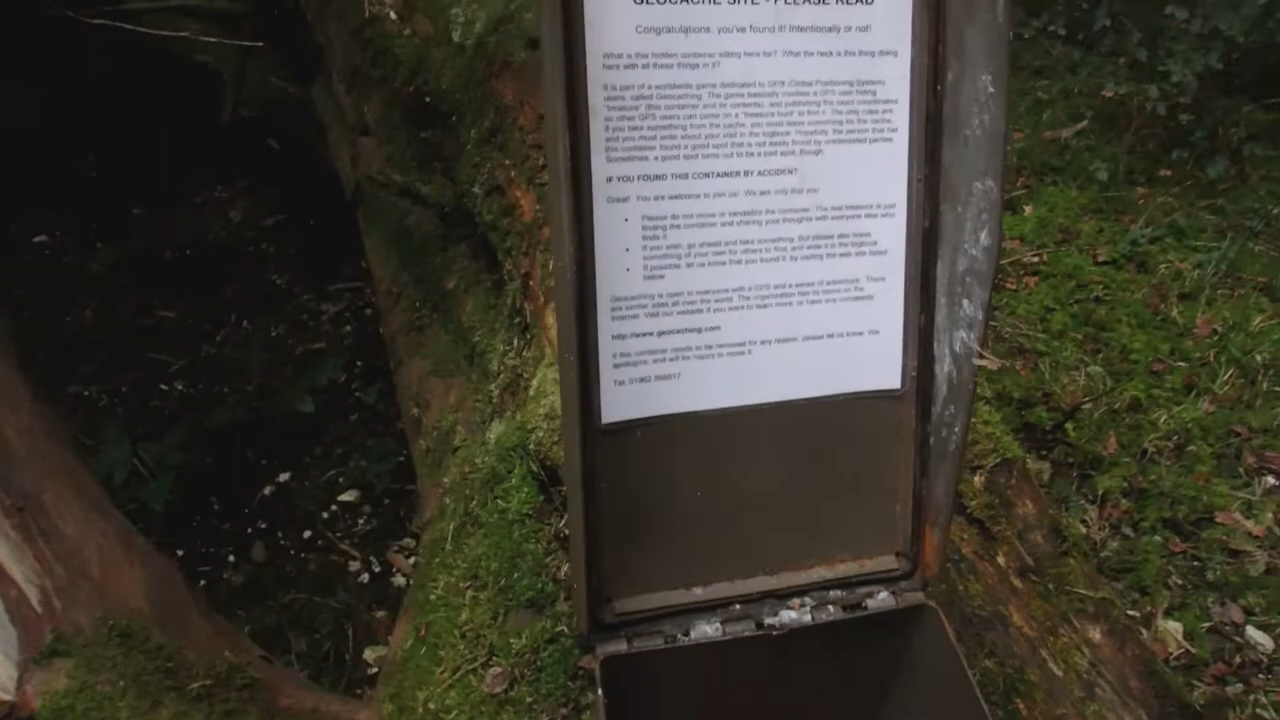 GEOCACHE SITE - PLEASE READ
Congratulations, you've found it! Intentionally or not!
What is this hidden container sitting here for? What the heck is this thing doing
here with all these things in it?
It is part of a worldwide game dedicated to GPS (Global Positioning System)
users, called Geocaching. The game basically involves a GPS user hiding
"treasure" (this container and its contents), and publishing the exact coordinates
so other GPS users can come on a "treasure hunt" to find it. The only rules are:
if you take something from the cache, you must leave something for the cache,
and you must write about your visit in the logbook. Hopefully, the person that hid
this container found a good spot that is not easily found by uninterested parties.
Sometimes, a good spot turns out to be a bad spot, though.
IF YOU FOUND THIS CONTAINER BY ACCIDENT:
Great! You are welcome to join us! We ask only that you:
• Please do not move or vandalize the container. The real treasure is just
finding the container and sharing your thoughts with everyone else who
finds it.
• If you wish, go ahead and take something. But please also leave
something of your own for others to find, and write it in the logbook.
• If possible, let us know that you found it, by visiting the web site listed
below.
Geocaching is open to everyone with a GPS and a sense of adventure. There
are similar sites all over the world. The organization has its home on the
Internet. Visit our website if you want to learn more, or have any comments:
http://www.geocaching.com
If this container needs to be removed for any reason, please let us know. We
apologize, and will be happy to move it.
Tel. 01962